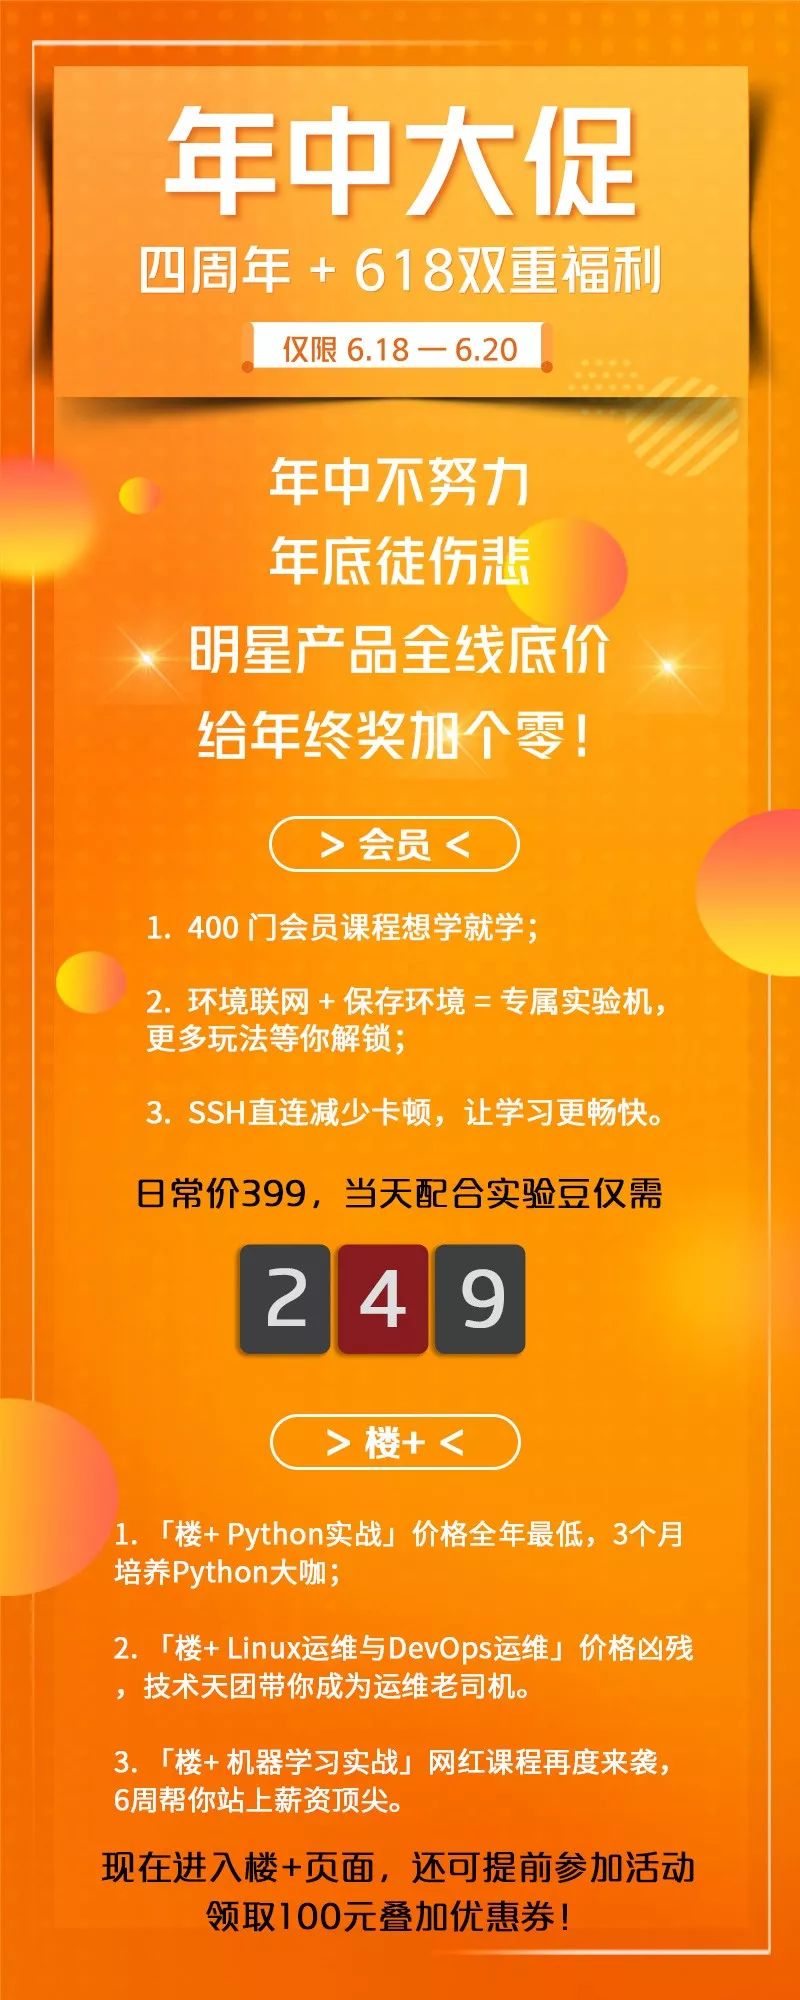 年中大促
四周年 + 618双重福利
仅限 6.18 — 6.20
年中不努力
年底徒伤悲
明星产品全线底价
给年终奖加个零！
> 会员 <
1. 400 门会员课程想学就学；
2. 环境联网 + 保存环境 = 专属实验机，
更多玩法等你解锁；
3. SSH直连减少卡顿，让学习更畅快。
日常价399，当天配合实验豆仅需
2 4 9
> 楼+ <
1. 「楼+ Python实战」价格全年最低，3个月
培养Python大咖；
2. 「楼+ Linux运维与DevOps运维」价格凶残
，技术天团带你成为运维老司机。
3. 「楼+ 机器学习实战」网红课程再度来袭，
6周帮你站上薪资顶尖。
现在进入楼+页面，还可提前参加活动
领取100元叠加优惠券！